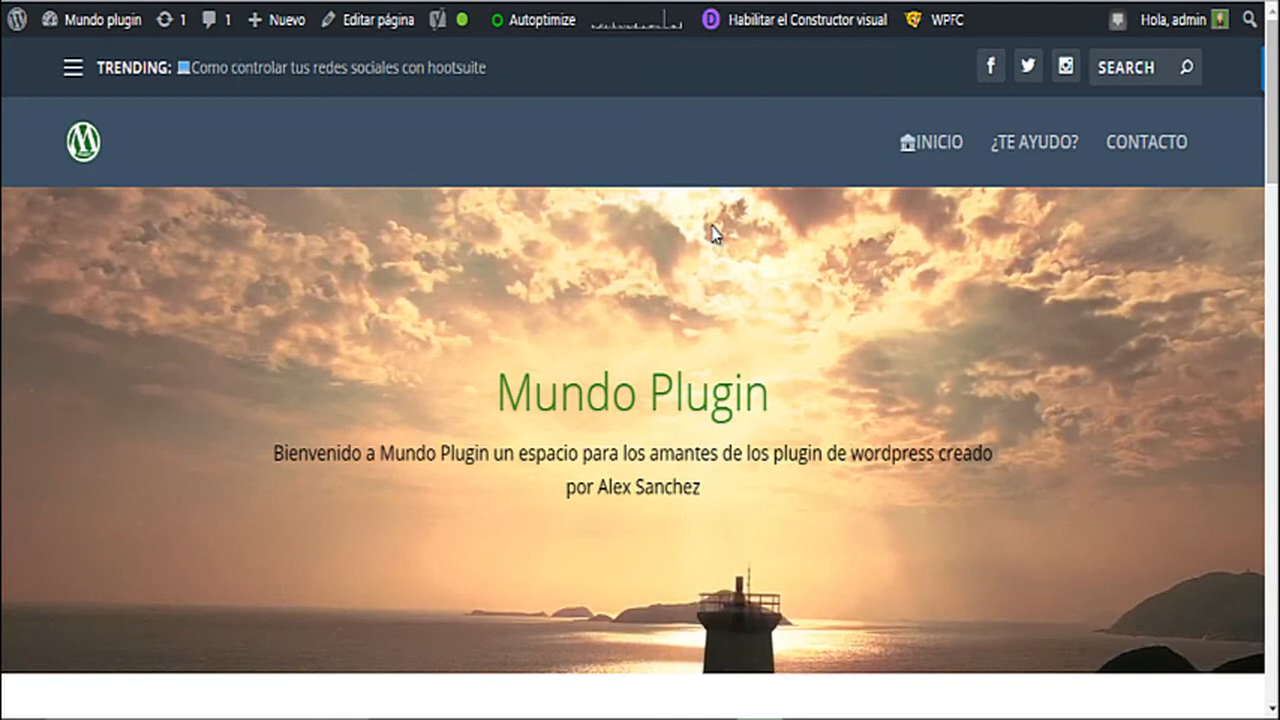 Mundo plugin 1 1 Nuevo Editar página Autoptimize Habilitar el Constructor visual WPFC Hola, admin
TRENDING: Como controlar tus redes sociales con hootsuite SEARCH
INICIO ¿TE AYUDO? CONTACTO
Mundo Plugin
Bienvenido a Mundo Plugin un espacio para los amantes de los plugin de wordpress creado
por Alex Sanchez